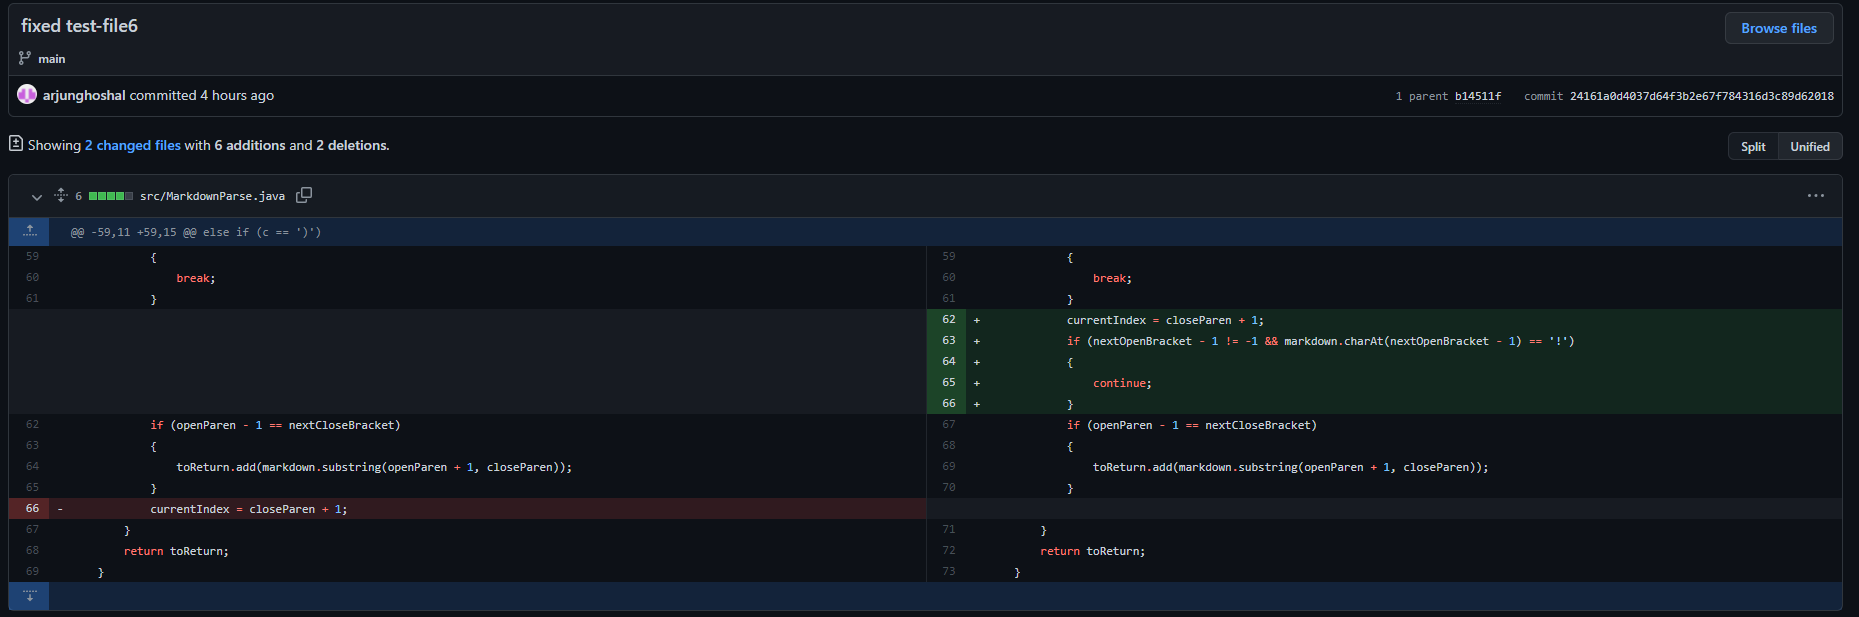 fixed test-file6
Browse files
main
arjunghoshal committed 4 hours ago
1 parent b14511f commit 24161a0d4037d64f3b2e67f784316d3c89d62018
Showing 2 changed files with 6 additions and 2 deletions.
Split Unified
6 src/MarkdownParse.java
@@ -59,11 +59,15 @@ else if (c == ')')
59 { 59 {
60 break; 60 break;
61 } 61 }
62 + currentIndex = closeParen + 1;
63 + if (nextOpenBracket - 1 != -1 && markdown.charAt(nextOpenBracket - 1) == '!')
64 + {
65 + continue;
66 + }
62 if (openParen - 1 == nextCloseBracket) 67 if (openParen - 1 == nextCloseBracket)
63 { 68 {
64 toReturn.add(markdown.substring(openParen + 1, closeParen)); 69 toReturn.add(markdown.substring(openParen + 1, closeParen));
65 } 70 }
66 - currentIndex = closeParen + 1;
67 } 71 }
68 return toReturn; 72 return toReturn;
69 } 73 }